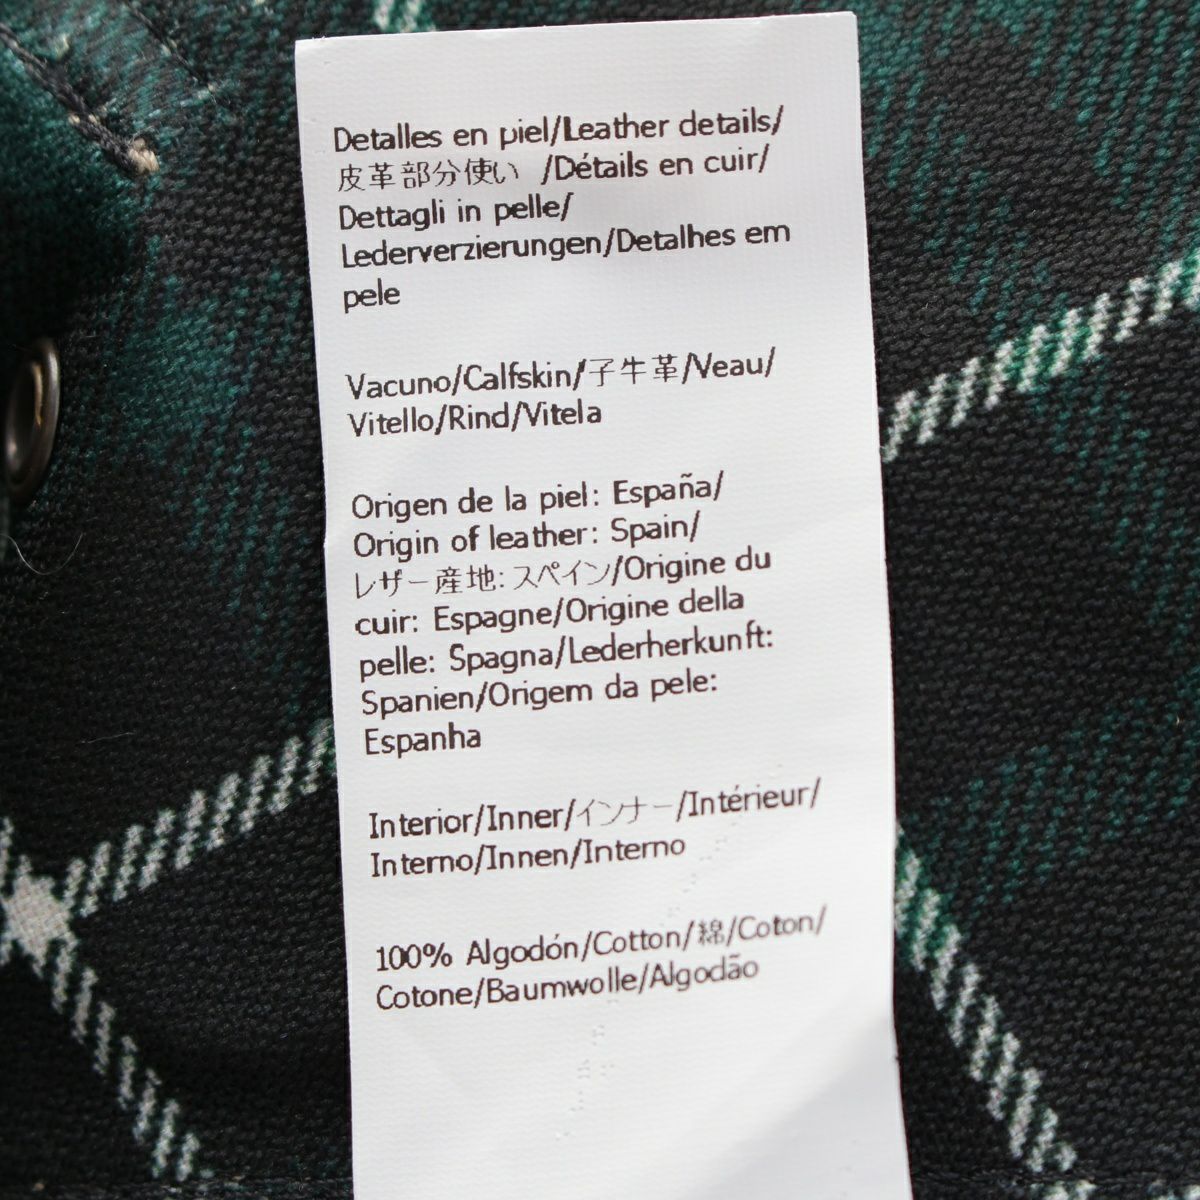 Detalles en piel/Leather details/
皮革部分使い /Détails en cuir/
Dettagli in pelle/
Lederverzierungen/Detalhes em
pele
Vacuno/Calfskin/子牛革/Veau/
Vitello/Rind/Vitela
Origen de la piel: España/
Origin of leather: Spain/
レザー産地: スペイン/Origine du
cuir: Espagne/Origine della
pelle: Spagna/Lederherkunft:
Spanien/Origem da pele:
Espanha
Interior/Inner/インナー/Intérieur/
Interno/Innen/Interno
100% Algodón/Cotton/綿/Coton/
Cotone/Baumwolle/Algodão